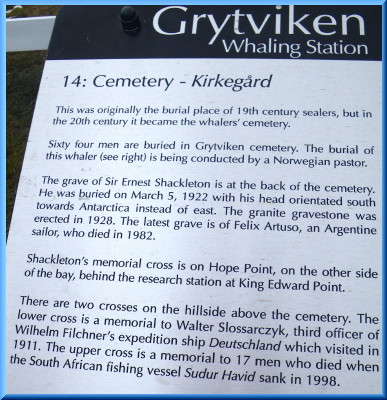 Grytviken
Whaling Station
14: Cemetery - Kirkegård
This was originally the burial place of 19th century sealers, but in
the 20th century it became the whalers' cemetery.
Sixty four men are buried in Grytviken cemetery. The burial of
this whaler (see right) is being conducted by a Norwegian pastor.
The grave of Sir Ernest Shackleton is at the back of the cemetery.
He was buried on March 5, 1922 with his head orientated south
towards Antarctica instead of east. The granite gravestone was
erected in 1928. The latest grave is of Felix Artuso, an Argentine
sailor, who died in 1982.
Shackleton's memorial cross is on Hope Point, on the other side
of the bay, behind the research station at King Edward Point.
There are two crosses on the hillside above the cemetery. The
lower cross is a memorial to Walter Slossarczyk, third officer of
Wilhelm Filchner's expedition ship Deutschland which visited in
1911. The upper cross is a memorial to 17 men who died when
the South African fishing vessel Sudur Havid sank in 1998.